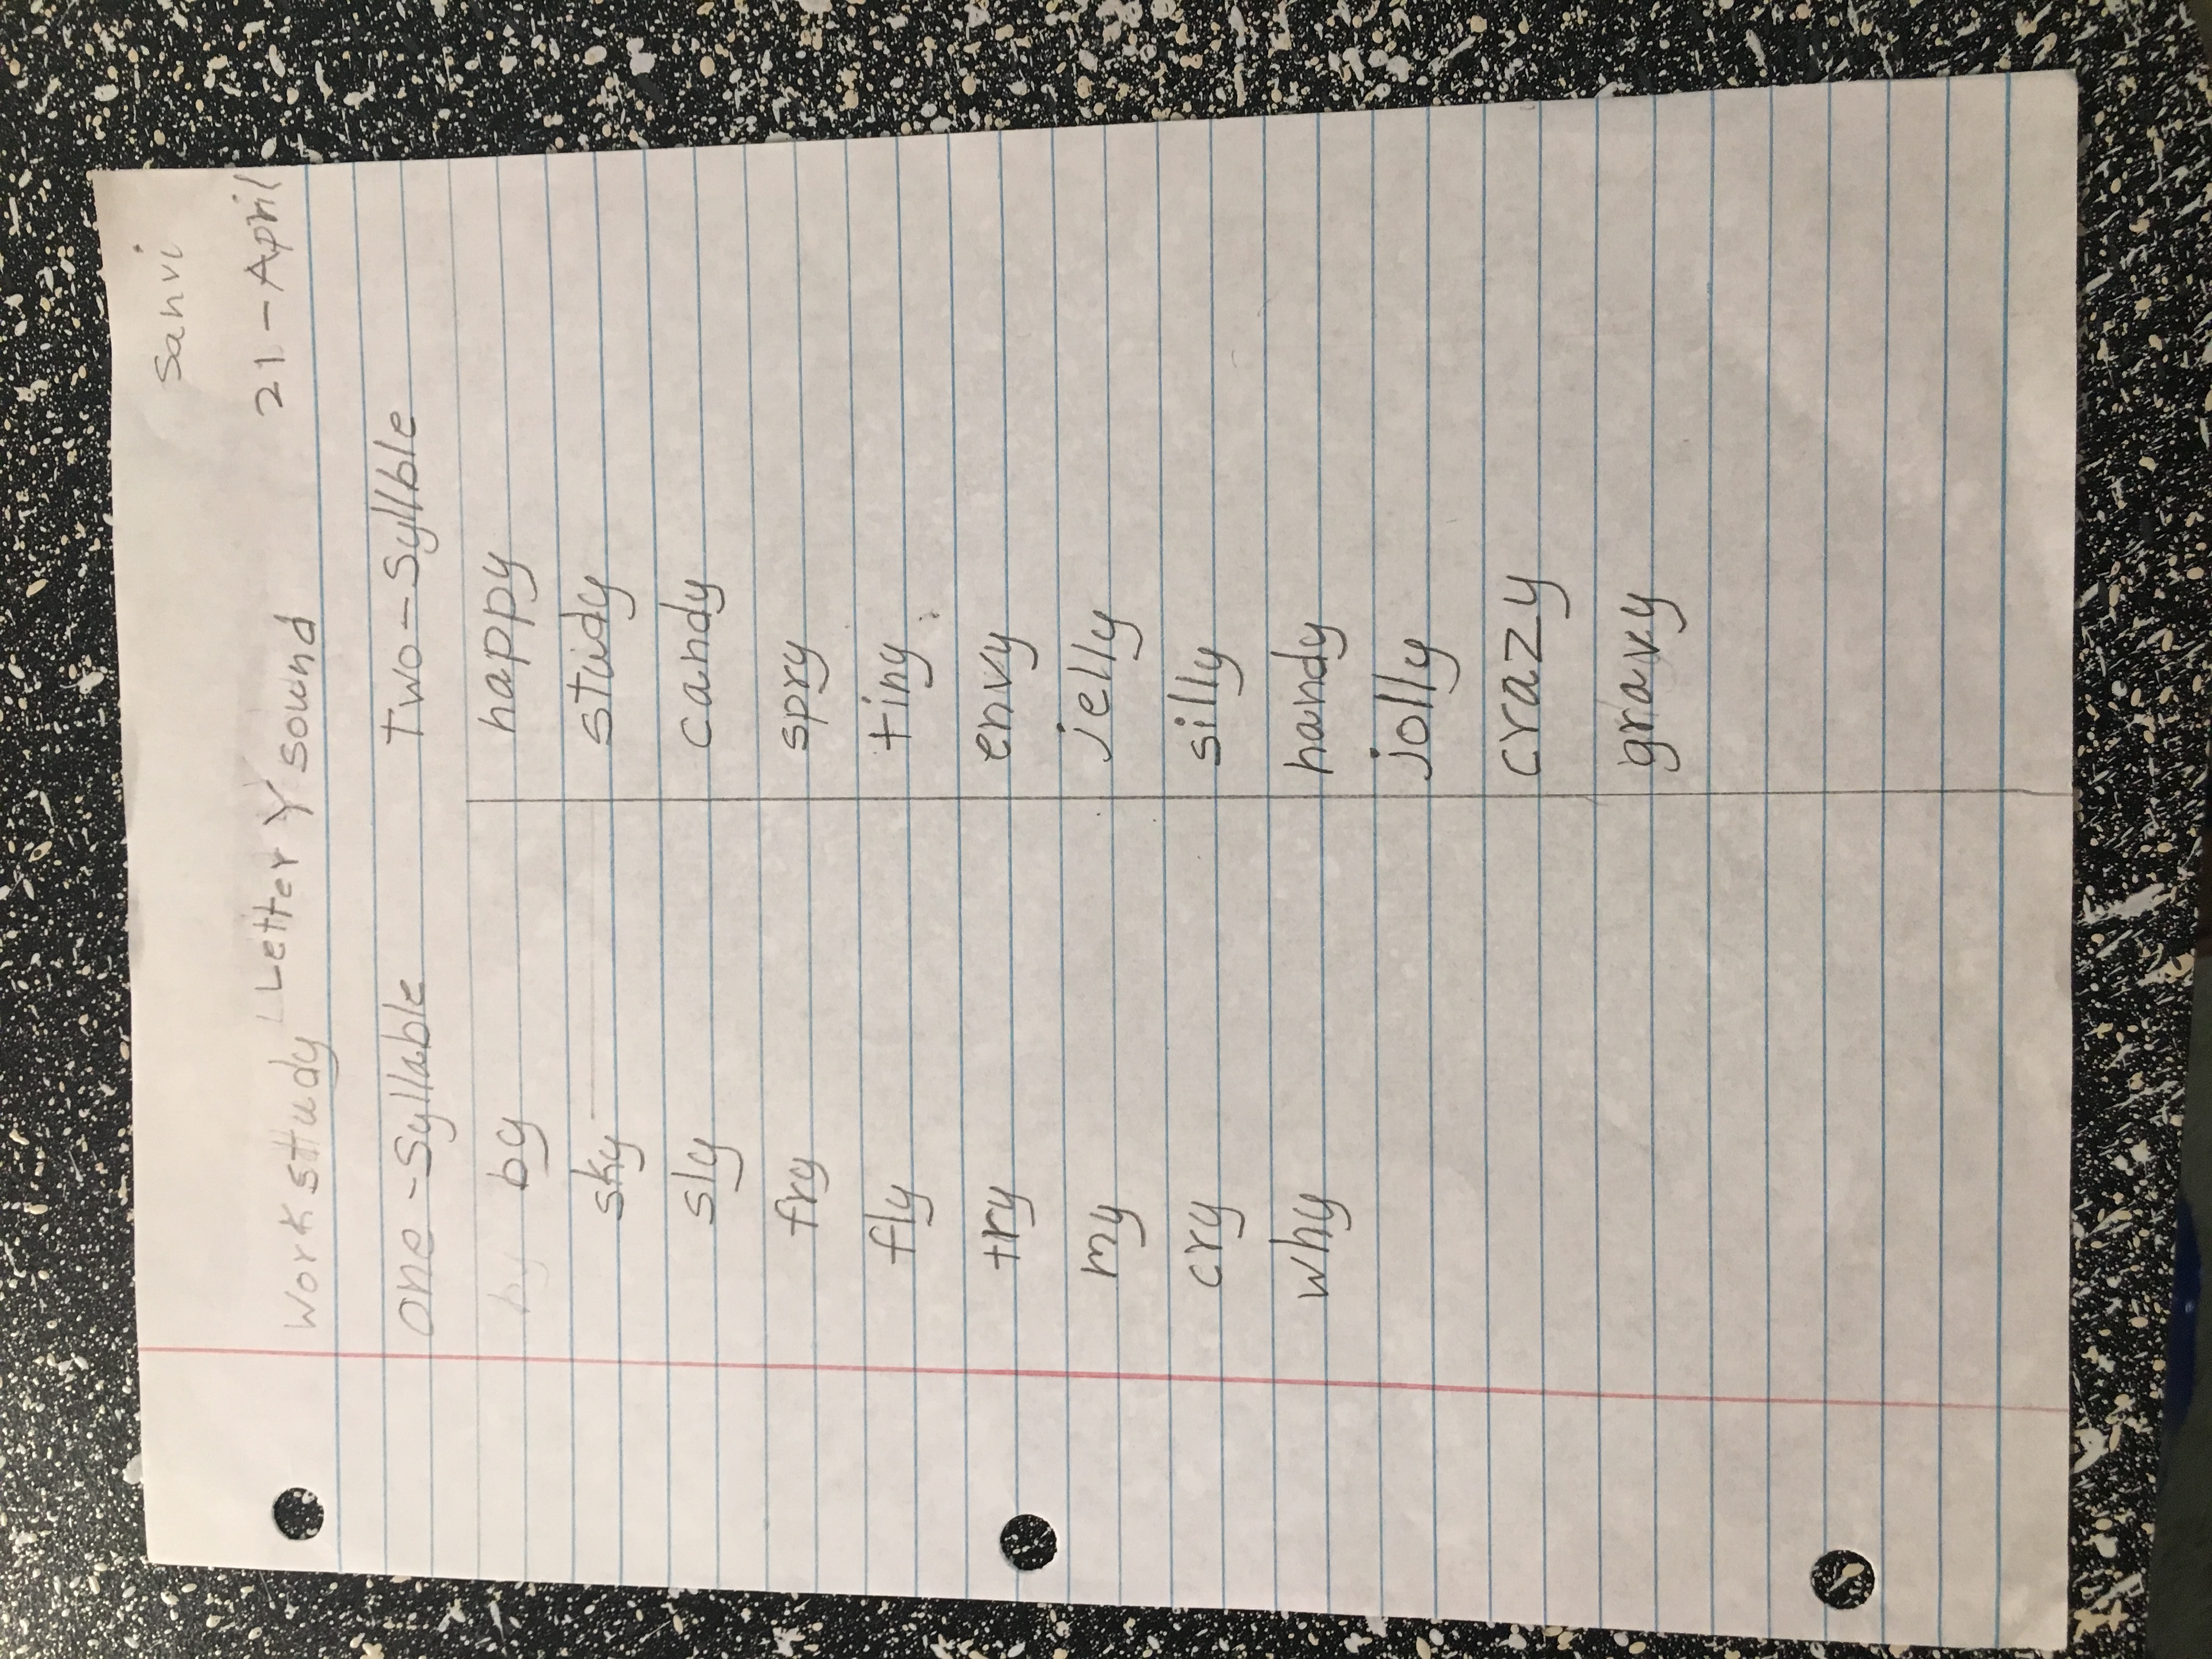 Sanvi
21-April
Work study Letter Y sound
One-Syllable Two-Syllble
by happy
sky study
sly candy
fry spry
fly tiny
try envy
my jelly
cry silly
why handy
jolly
crazy
gravy